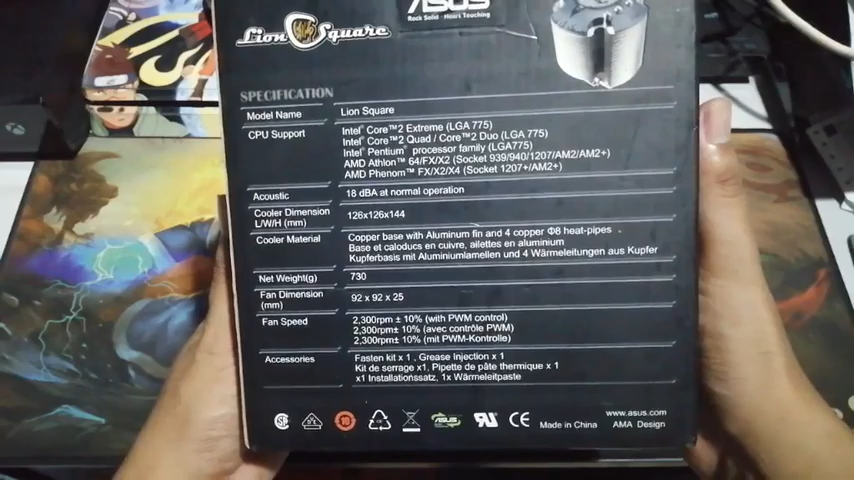 ASUS
Rock Solid · Heart Touching
Lion Square
SPECIFICATION
Model Name Lion Square
CPU Support Intel® Core™2 Extreme (LGA 775)
Intel® Core™2 Quad / Core™2 Duo (LGA 775)
Intel® Pentium® processor family (LGA775)
AMD Athlon™ 64/FX/X2 (Socket 939/940/1207/AM2/AM2+)
AMD Phenom™ FX/X2/X4 (Socket 1207+/AM2+)
Acoustic 18 dBA at normal operation
Cooler Dimension
L/W/H (mm) 126x126x144
Cooler Material Copper base with Aluminum fin and 4 copper Φ8 heat-pipes
Base et caloducs en cuivre, ailettes en aluminium
Kupferbasis mit Aluminiumlamellen und 4 Wärmeleitungen aus Kupfer
Net Weight(g) 730
Fan Dimension
(mm) 92 x 92 x 25
Fan Speed 2,300rpm± 10% (with PWM control)
2,300rpm± 10% (avec contrôle PWM)
2,300rpm± 10% (mit PWM-Kontrolle)
Accessories Fasten kit x 1 , Grease Injection x 1
Kit de serrage x1, Pipette de pâte thermique x 1
x1 Installationssatz, 1x Wärmeleitpaste
10 ASUS CE Made in China
www.asus.com
AMA Design